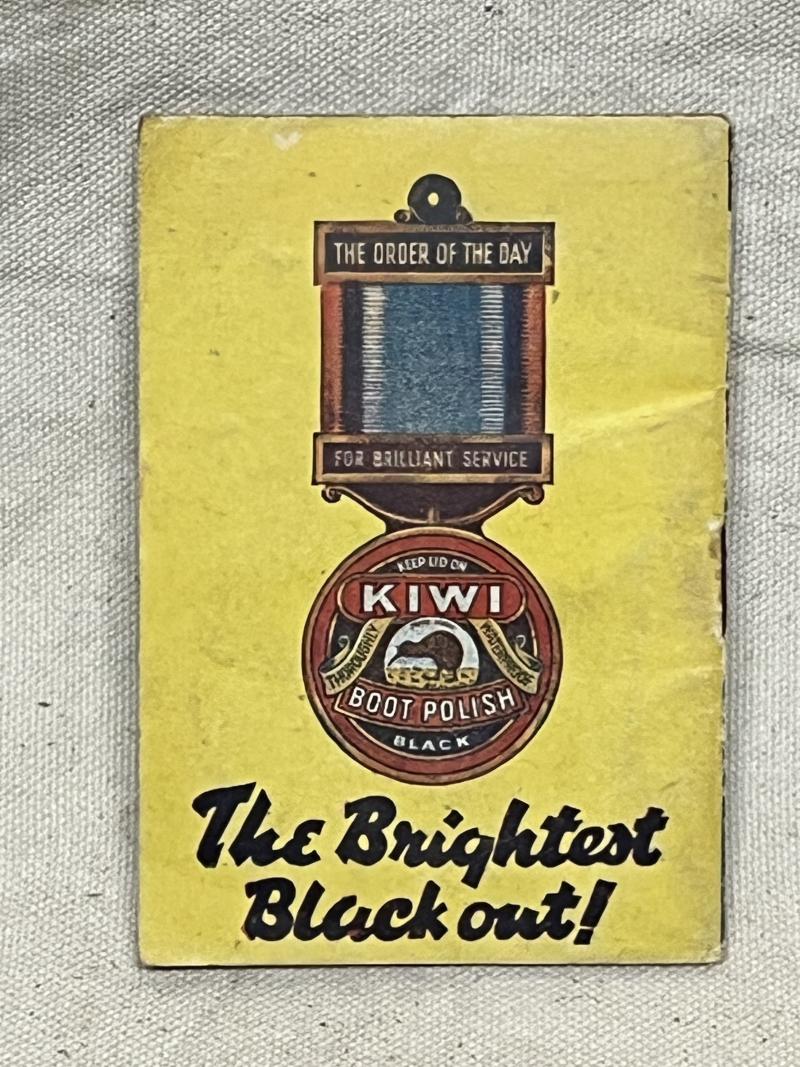 THE ORDER OF THE DAY
FOR BRILLIANT SERVICE
KEEP LID ON
KIWI
THOROUGHLY WATERPROOF
BOOT POLISH
BLACK
The Brightest
Black out!